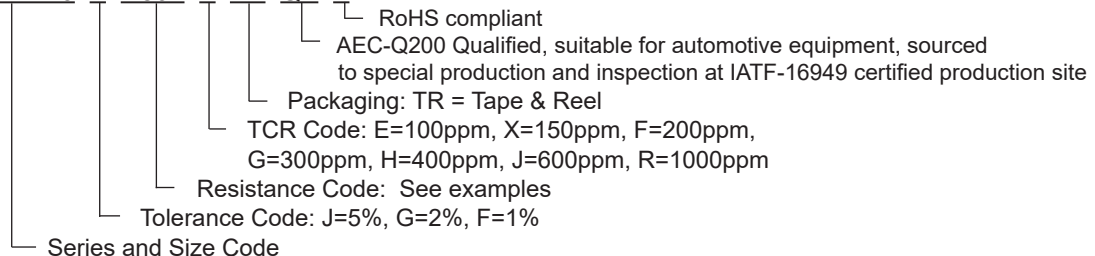 RoHS compliant
AEC-Q200 Qualified, suitable for automotive equipment, sourced
to special production and inspection at IATF-16949 certified production site
Packaging: TR = Tape & Reel
TCR Code: E=100ppm, X=150ppm, F=200ppm,
G=300ppm, H=400ppm, J=600ppm, R=1000ppm
Resistance Code: See examples
Tolerance Code: J=5%, G=2%, F=1%
Series and Size Code